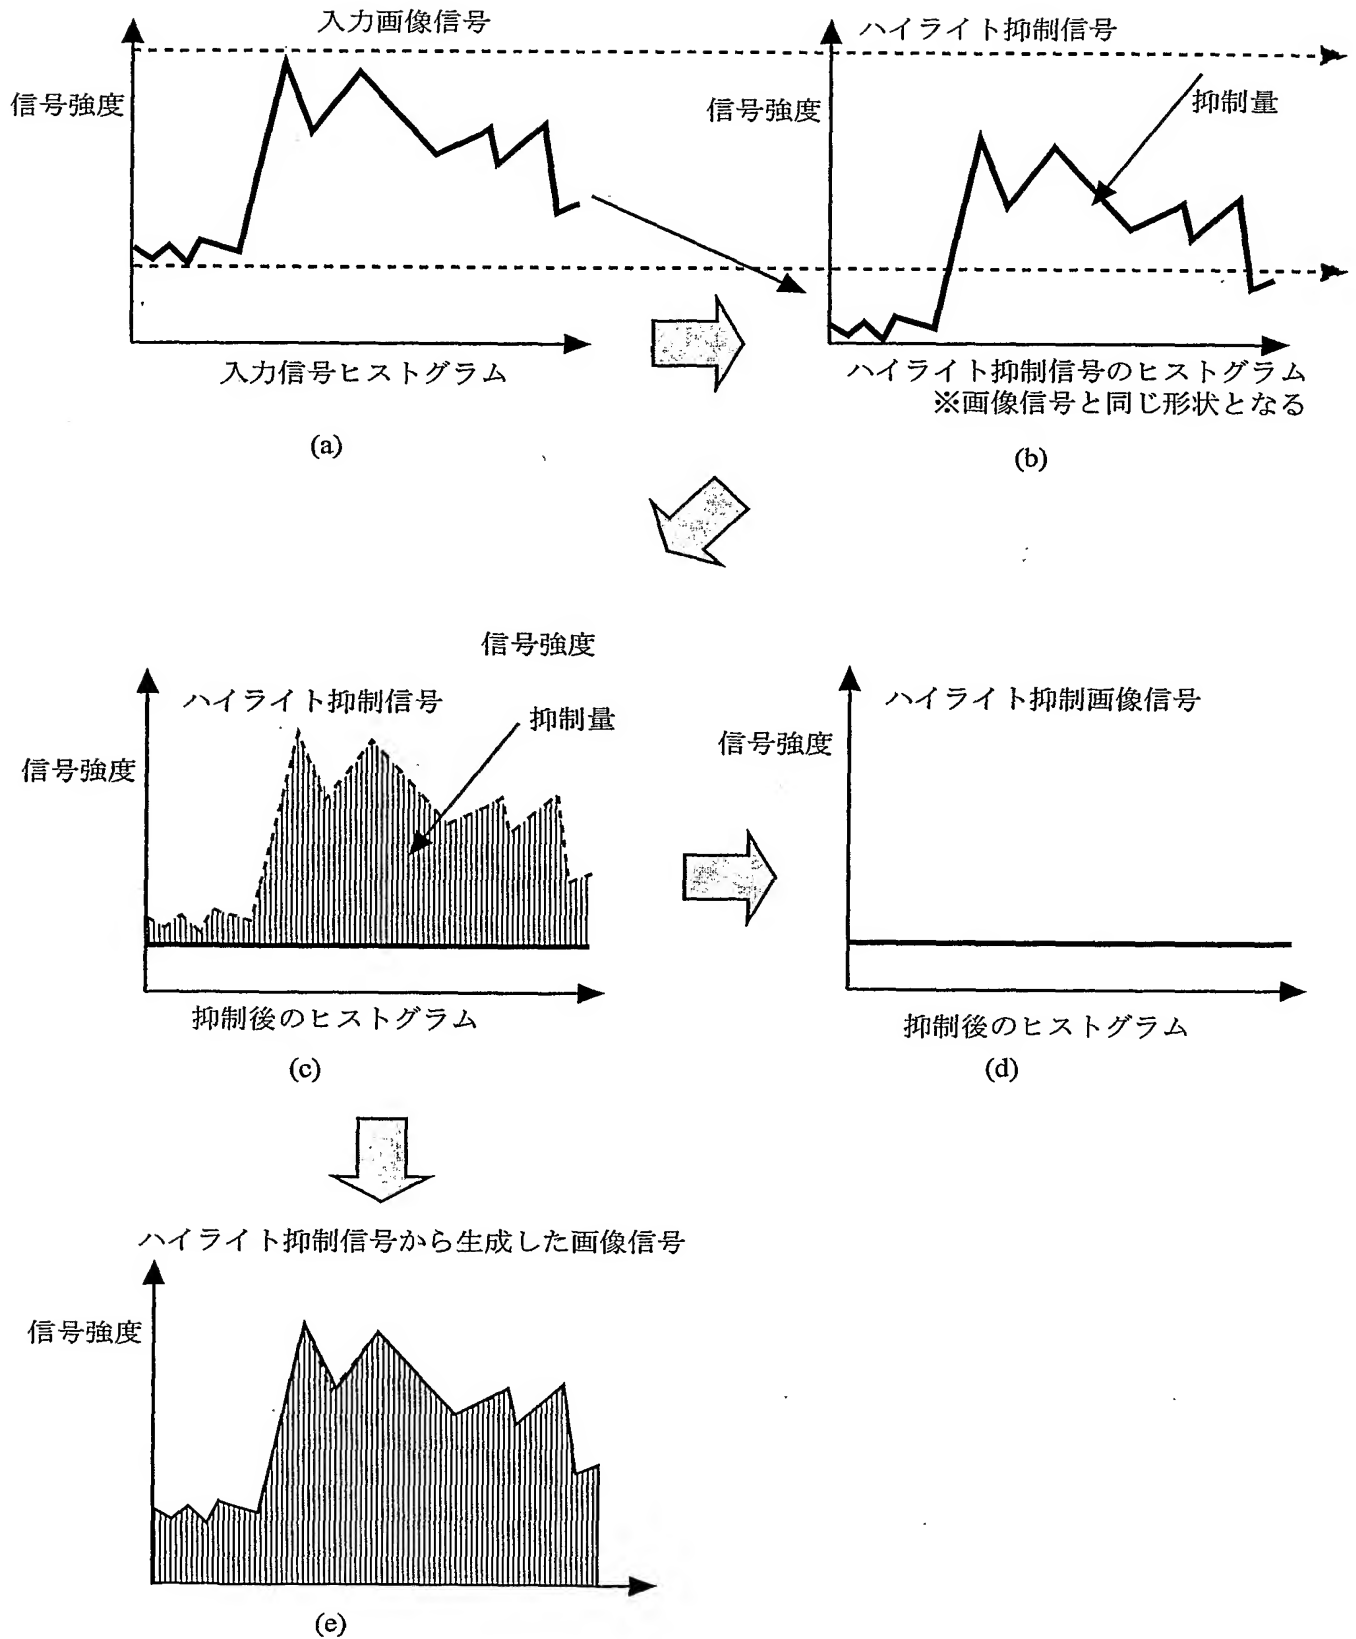 入力画像信号
信号強度
入力信号ヒストグラム
(a)
ハイライト抑制信号
信号強度
抑制量
ハイライト抑制信号のヒストグラム
※画像信号と同じ形状となる
(b)
信号強度
ハイライト抑制信号
抑制量
信号強度
抑制後のヒストグラム
(c)
ハイライト抑制画像信号
信号強度
抑制後のヒストグラム
(d)
ハイライト抑制信号から生成した画像信号
信号強度
(e)